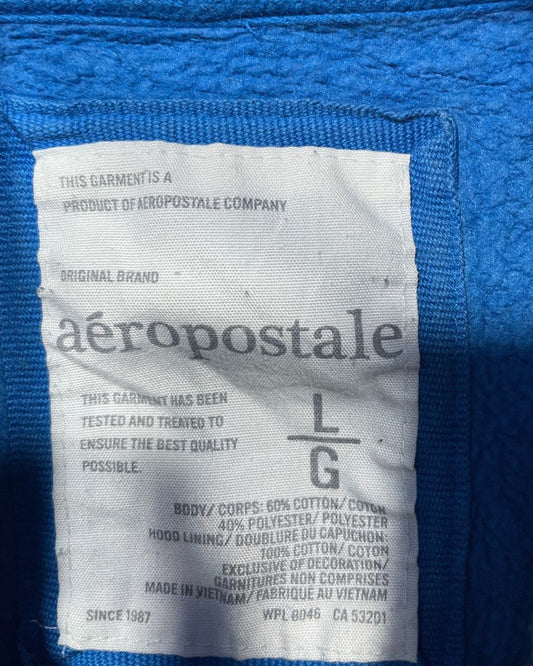 THIS GARMENT IS A
PRODUCT OF AEROPOSTALE COMPANY
ORIGINAL BRAND
aéropostale
THIS GARMENT HAS BEEN
TESTED AND TREATED TO
ENSURE THE BEST QUALITY
POSSIBLE.
L
G
BODY/ CORPS: 60% COTTON/ COTON
40% POLYESTER/ POLYESTER
HOOD LINING/ DOUBLURE DU CAPUCHON:
100% COTTON/ COTON
EXCLUSIVE OF DECORATION/
GARNITURES NON COMPRISES
MADE IN VIETNAM/ FABRIQUE AU VIETNAM
SINCE 1987 WPL 8046 CA 53201